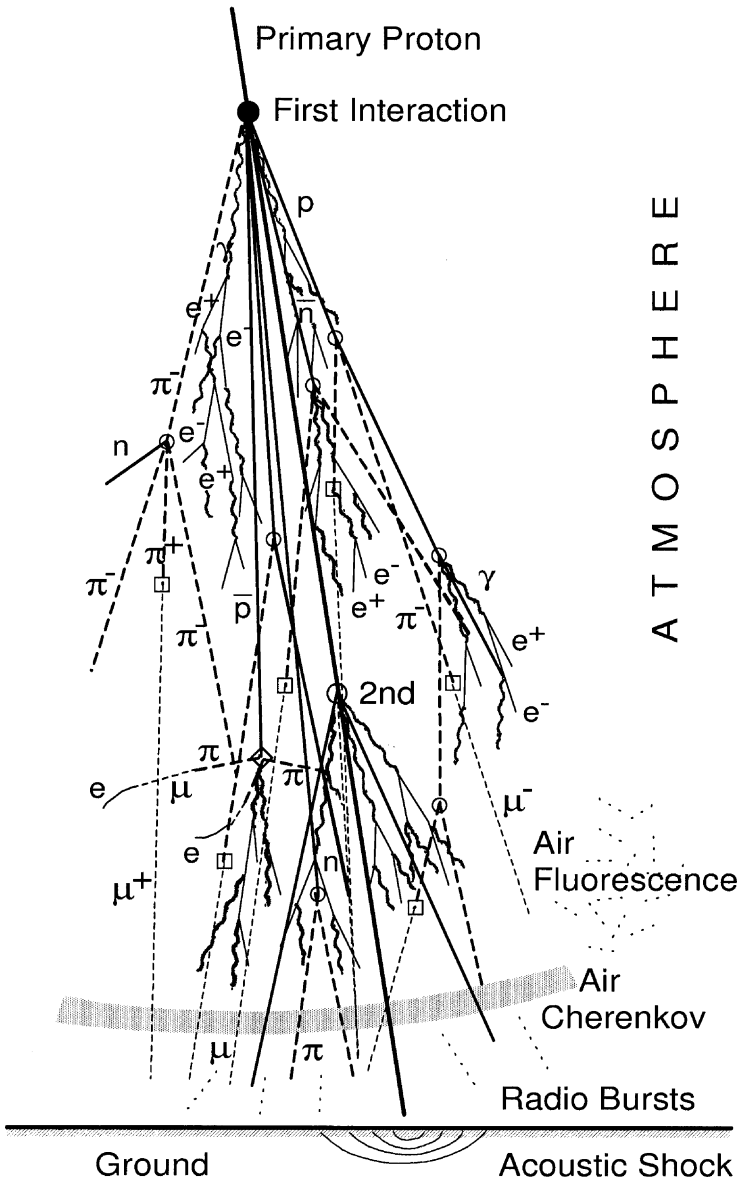 Primary Proton
First Interaction
p
γ
n̅
e+
e-
π-
e-
n
e+
π+
π-
p̅
π-
e-
e+
π-
γ
e+
e-
2nd
π
π
e
μ
e
n
μ+
μ-
Air
Fluorescence
Air
Cherenkov
μ
π
Radio Bursts
Ground
Acoustic Shock
ATMOSPHERE